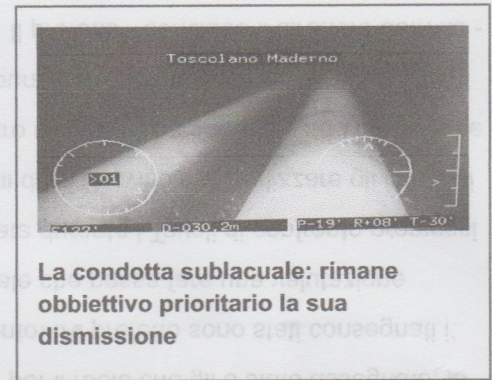 Toscolano Maderno
>01
D-030.2m
P-19' R+08' T-30'
La condotta sublacuale: rimane
obbiettivo prioritario la sua
dismissione